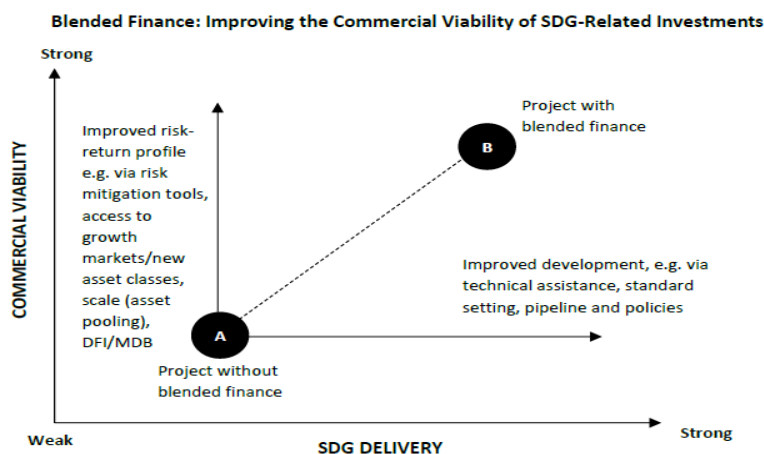 Blended Finance: Improving the Commercial Viability of SDG-Related Investments
Strong
COMMERCIAL VIABILITY
Improved risk-
return profile
e.g. via risk
mitigation tools,
access to
growth
markets/new
asset classes,
scale (asset
pooling),
DFI/MDB
Project with
blended finance
B
Improved development, e.g. via
technical assistance, standard
setting, pipeline and policies
A
Project without
blended finance
Weak
SDG DELIVERY
Strong